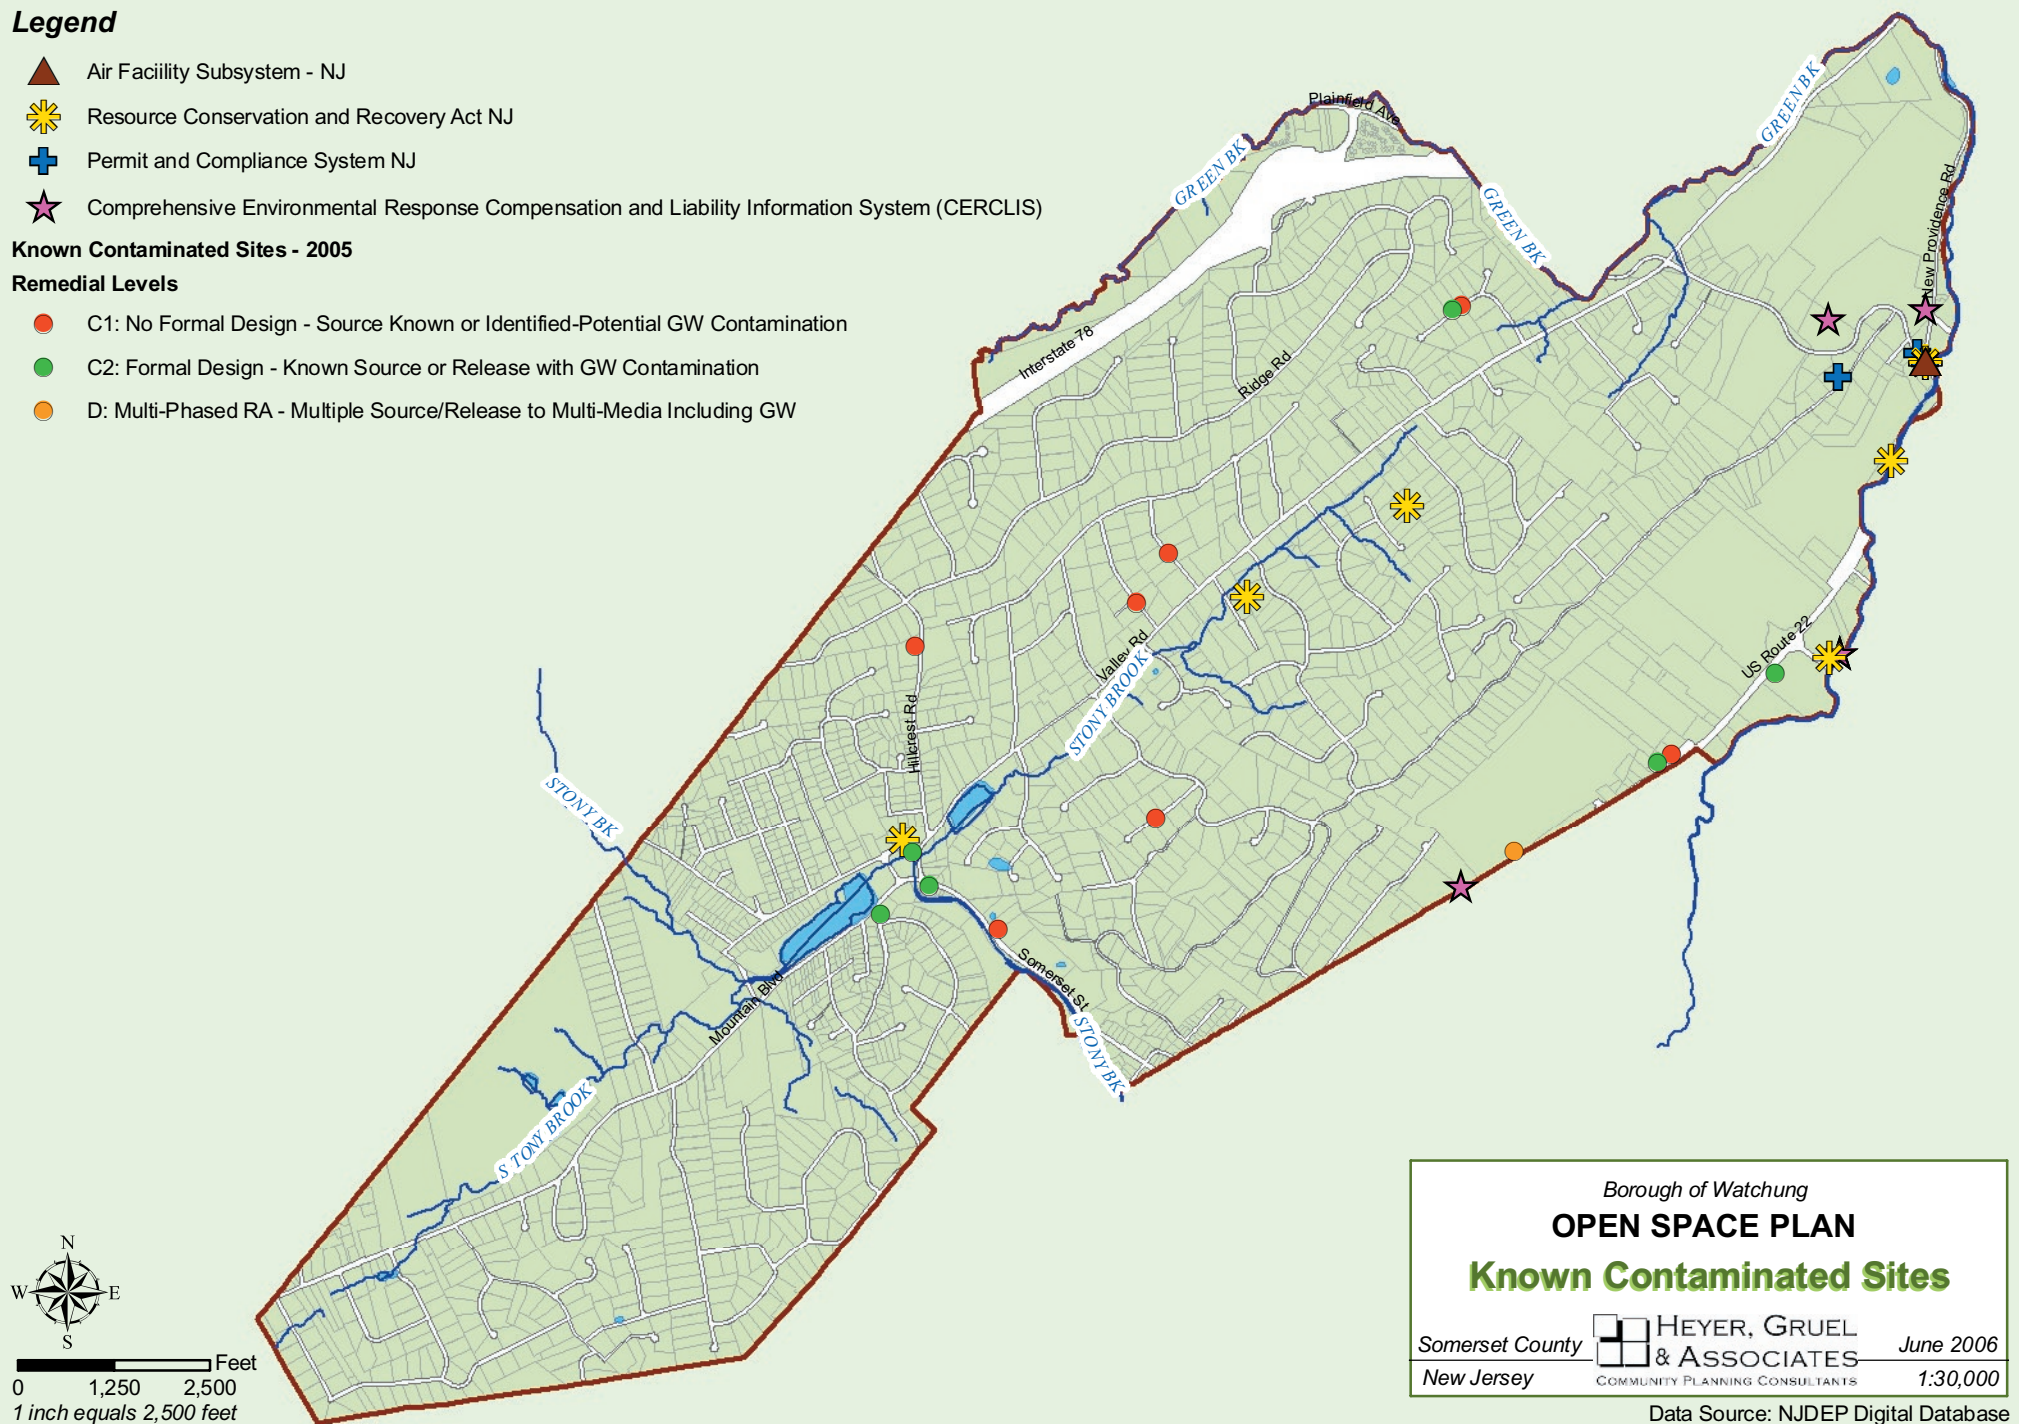 Legend
Air Faciility Subsystem - NJ
Resource Conservation and Recovery Act NJ
Permit and Compliance System NJ
Comprehensive Environmental Response Compensation and Liability Information System (CERCLIS)
Known Contaminated Sites - 2005
Remedial Levels
C1: No Formal Design - Source Known or Identified-Potential GW Contamination
C2: Formal Design - Known Source or Release with GW Contamination
D: Multi-Phased RA - Multiple Source/Release to Multi-Media Including GW
Plainfield Ave
GREEN BK
GREEN BK
GREEN BK
New Providence Rd
Interstate 78
Ridge Rd
Valley Rd
STONY BROOK
US Route 22
Hillcrest Rd
STONY BK
Somerset St
Mountain Blvd
STONY BK
S TONY BROOK
N
W
E
S
Feet
0 1,250 2,500
1 inch equals 2,500 feet
Borough of Watchung
OPEN SPACE PLAN
Known Contaminated Sites
Somerset County
New Jersey
HEYER, GRUEL
& ASSOCIATES
COMMUNITY PLANNING CONSULTANTS
June 2006
1:30,000
Data Source: NJDEP Digital Database